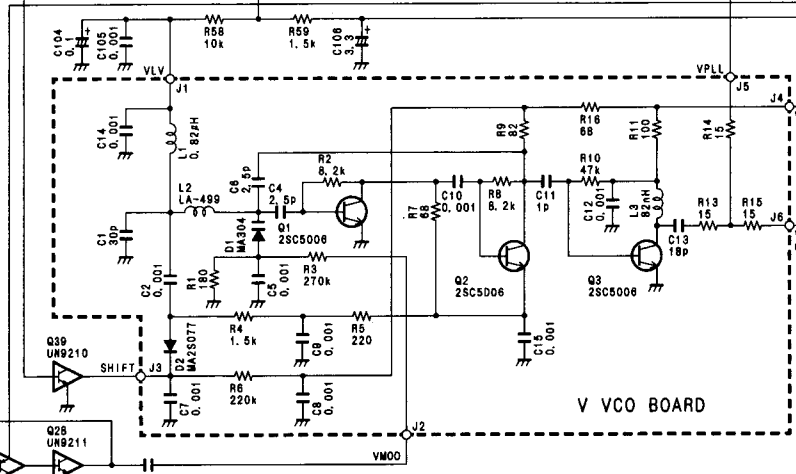 C104
0.1
C105
0.001
R58
10k
R59
1.5k
C106
3.3
VLV
J1
VPLL
J5
J4
C14
0.001
L1
0.82µH
R9
82
R16
68
R11
100
R14
15
L2
LA-499
C6
2.5p
C4
2.5p
R2
8.2k
R7
68
C10
0.001
R8
8.2k
C11
1p
R10
47k
C12
0.001
L3
82nH
C13
18p
R13
15
R15
15
J6
C1
30p
D1
MA304
Q1
2SC5006
C2
0.001
R1
180
C5
0.001
R3
270k
Q2
2SC5006
Q3
2SC5006
R4
1.5k
C9
0.001
R5
220
C15
0.001
Q39
UN9210
SHIFT
J3
D2
MA2S077
R6
220k
C7
0.001
C8
0.001
V VCO BOARD
J2
Q28
UN9211
VMOD